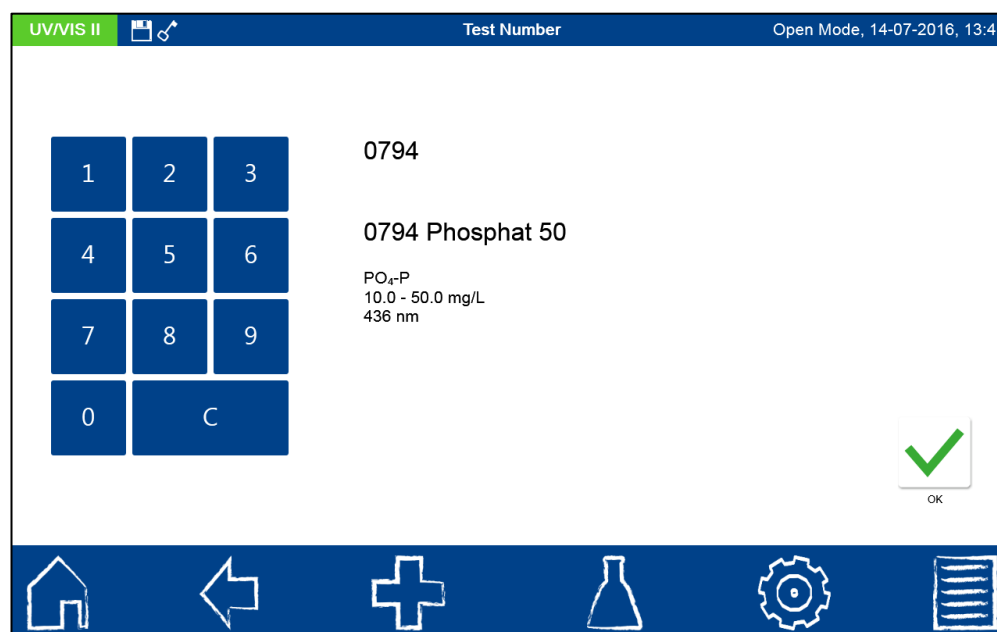 UV/VIS II
Test Number
Open Mode, 14-07-2016, 13:4
1 2 3
4 5 6
7 8 9
0 C
0794
0794 Phosphat 50
PO₄-P
10.0 - 50.0 mg/L
436 nm
OK